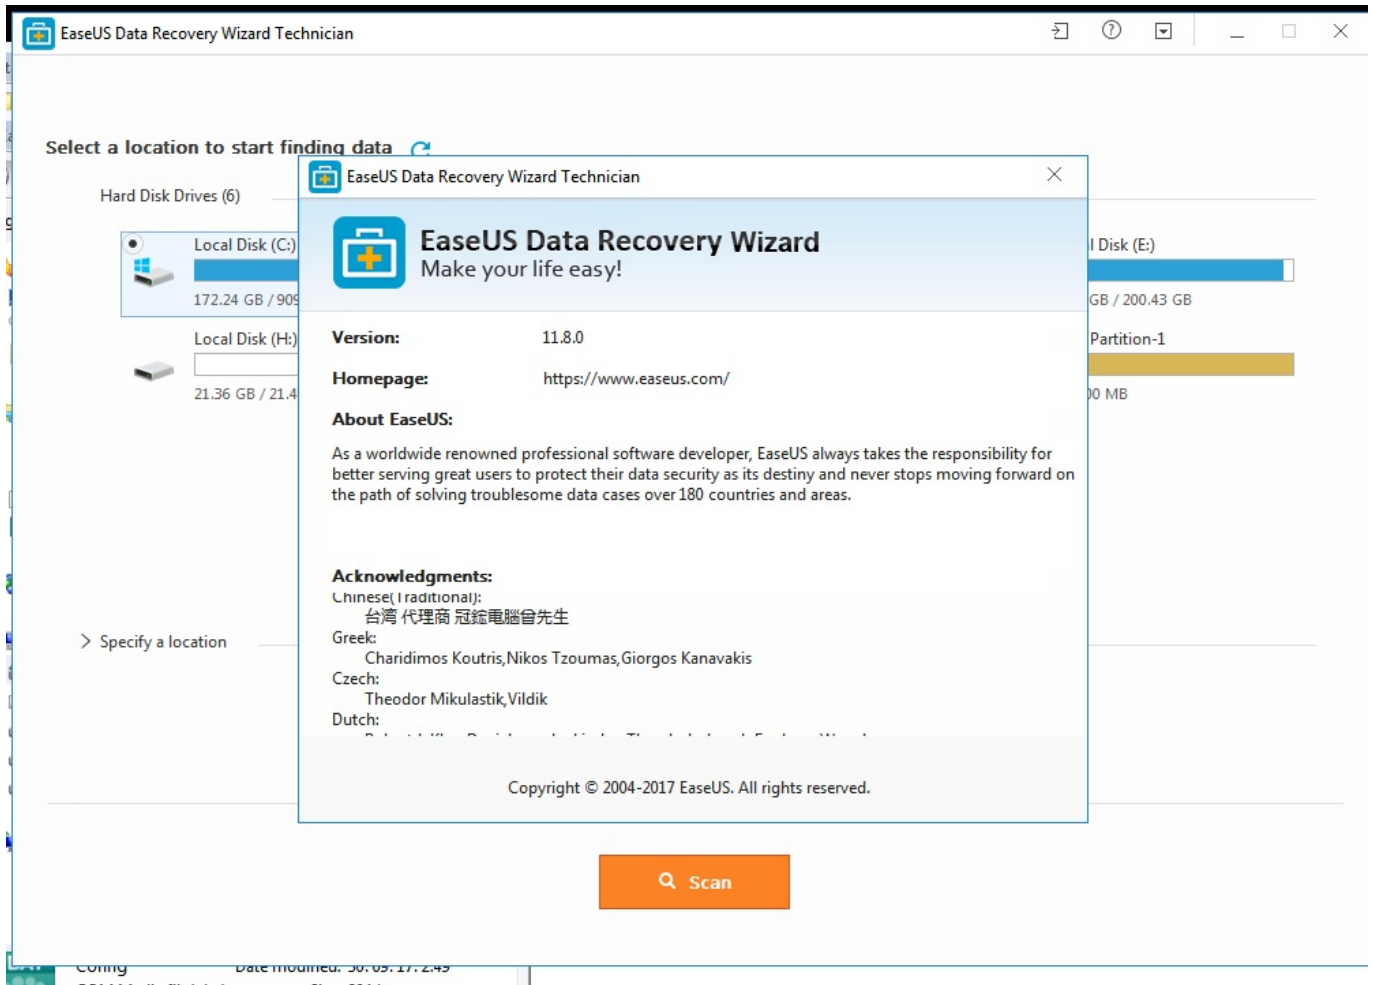 EaseUS Data Recovery Wizard Technician
Select a location to start finding data
Hard Disk Drives (6)
Local Disk (C:)
172.24 GB / 909
Local Disk (H:)
21.36 GB / 21.4
l Disk (E:)
GB / 200.43 GB
Partition-1
00 MB
Specify a location
EaseUS Data Recovery Wizard Technician
EaseUS Data Recovery Wizard
Make your life easy!
Version: 11.8.0
Homepage: https://www.easeus.com/
About EaseUS:
As a worldwide renowned professional software developer, EaseUS always takes the responsibility for
better serving great users to protect their data security as its destiny and never stops moving forward on
the path of solving troublesome data cases over 180 countries and areas.
Acknowledgments:
Chinese(Traditional):
台湾 代理商 冠鋐電腦曾先生
Greek:
Charidimos Koutris,Nikos Tzoumas,Giorgos Kanavakis
Czech:
Theodor Mikulastik,Vildik
Dutch:
Copyright © 2004-2017 EaseUS. All rights reserved.
Scan
Config Date modified: 30. 09. 17. 2:49